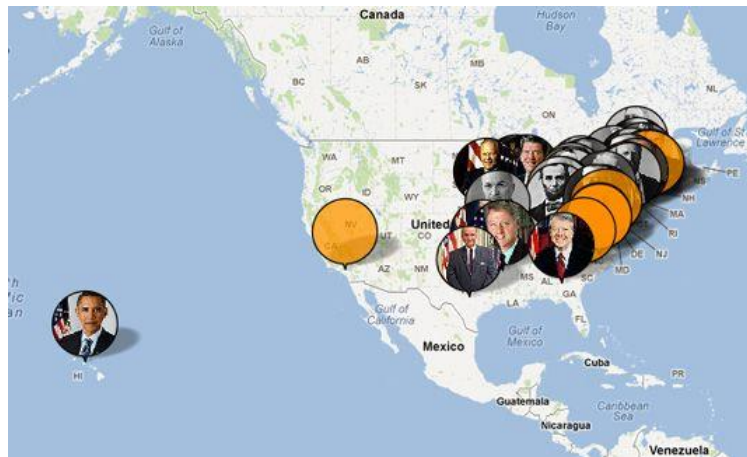 Canada
Hudson
Bay
Gulf of
Alaska
AB
MB
BC
SK
NL
ON
Gulf of St
Lawrence
WA
MT
PE
NS
OR
ID
NH
WY
MA
NV
United
RI
UT
CO
NJ
CA
DE
MD
AZ
NM
MS
AL
SC
GA
LA
Gulf of
California
FL
Gulf of
Mexico
Mexico
Cuba
PR
HI
Guatemala
Caribbean
Sea
Nicaragua
Venezuela